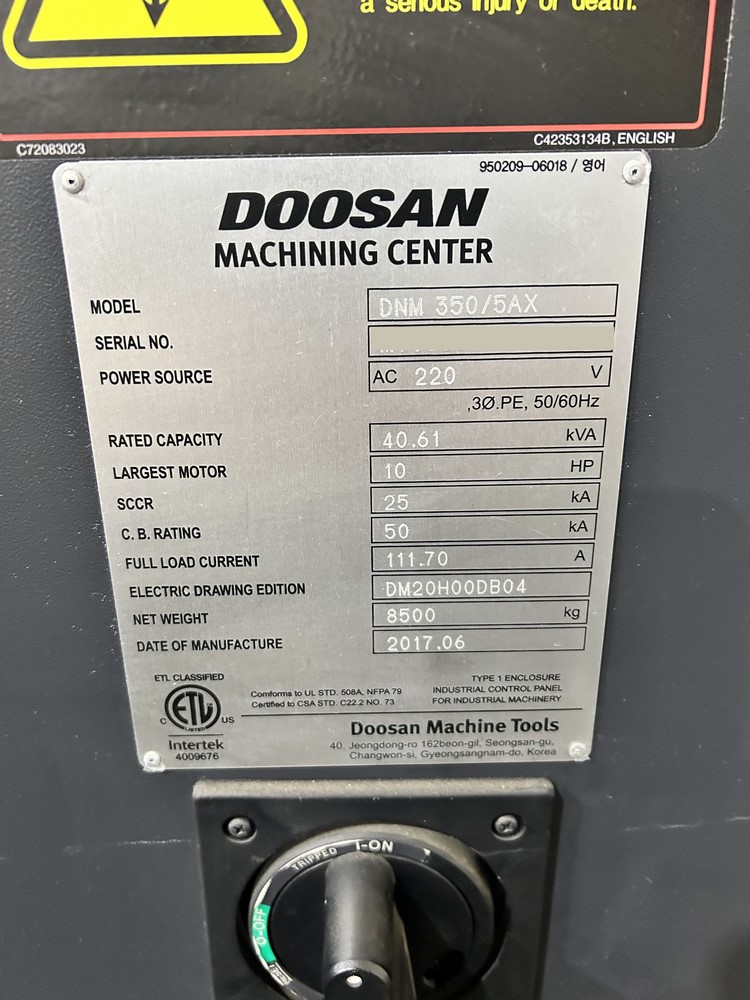 a serious injury or death.
C72083023
C42353134B, ENGLISH
950209-06018 / 영어
DOOSAN
MACHINING CENTER
MODEL DNM 350/5AX
SERIAL NO.
POWER SOURCE AC 220 V
,3Ø.PE, 50/60Hz
RATED CAPACITY 40.61 kVA
LARGEST MOTOR 10 HP
SCCR 25 kA
C. B. RATING 50 kA
FULL LOAD CURRENT 111.70 A
ELECTRIC DRAWING EDITION DM20H00DB04
NET WEIGHT 8500 kg
DATE OF MANUFACTURE 2017.06
ETL CLASSIFIED
C ETL US
LISTED
Intertek
4009676
Comforms to UL STD. 508A, NFPA 79
Certified to CSA STD. C22.2 NO. 73
TYPE 1 ENCLOSURE
INDUSTRIAL CONTROL PANEL
FOR INDUSTRIAL MACHINERY
Doosan Machine Tools
40, Jeongdong-ro 162beon-gil, Seongsan-gu,
Changwon-si, Gyeongsangnam-do, Korea
TRIPPED I-ON
O-OFF